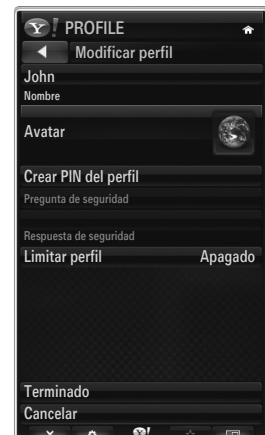 Y! PROFILE
Modificar perfil
John
Nombre
Avatar
Crear PIN del perfil
Pregunta de seguridad
Respuesta de seguridad
Limitar perfil Apagado
Terminado
Cancelar
Y!